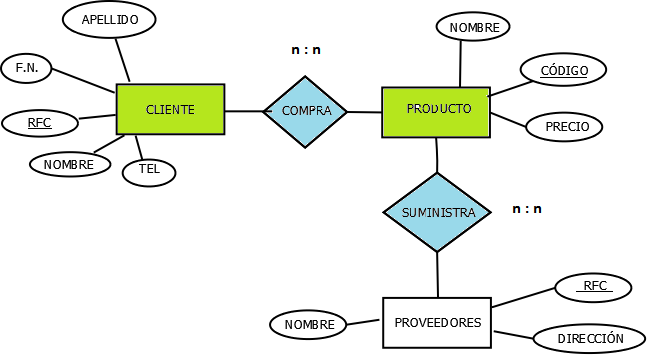 APELLIDO
n : n
NOMBRE
F.N.
CÓDIGO
CLIENTE
COMPRA
PRODUCTO
RFC
PRECIO
NOMBRE
TEL
SUMINISTRA
n : n
RFC
NOMBRE
PROVEEDORES
DIRECCIÓN